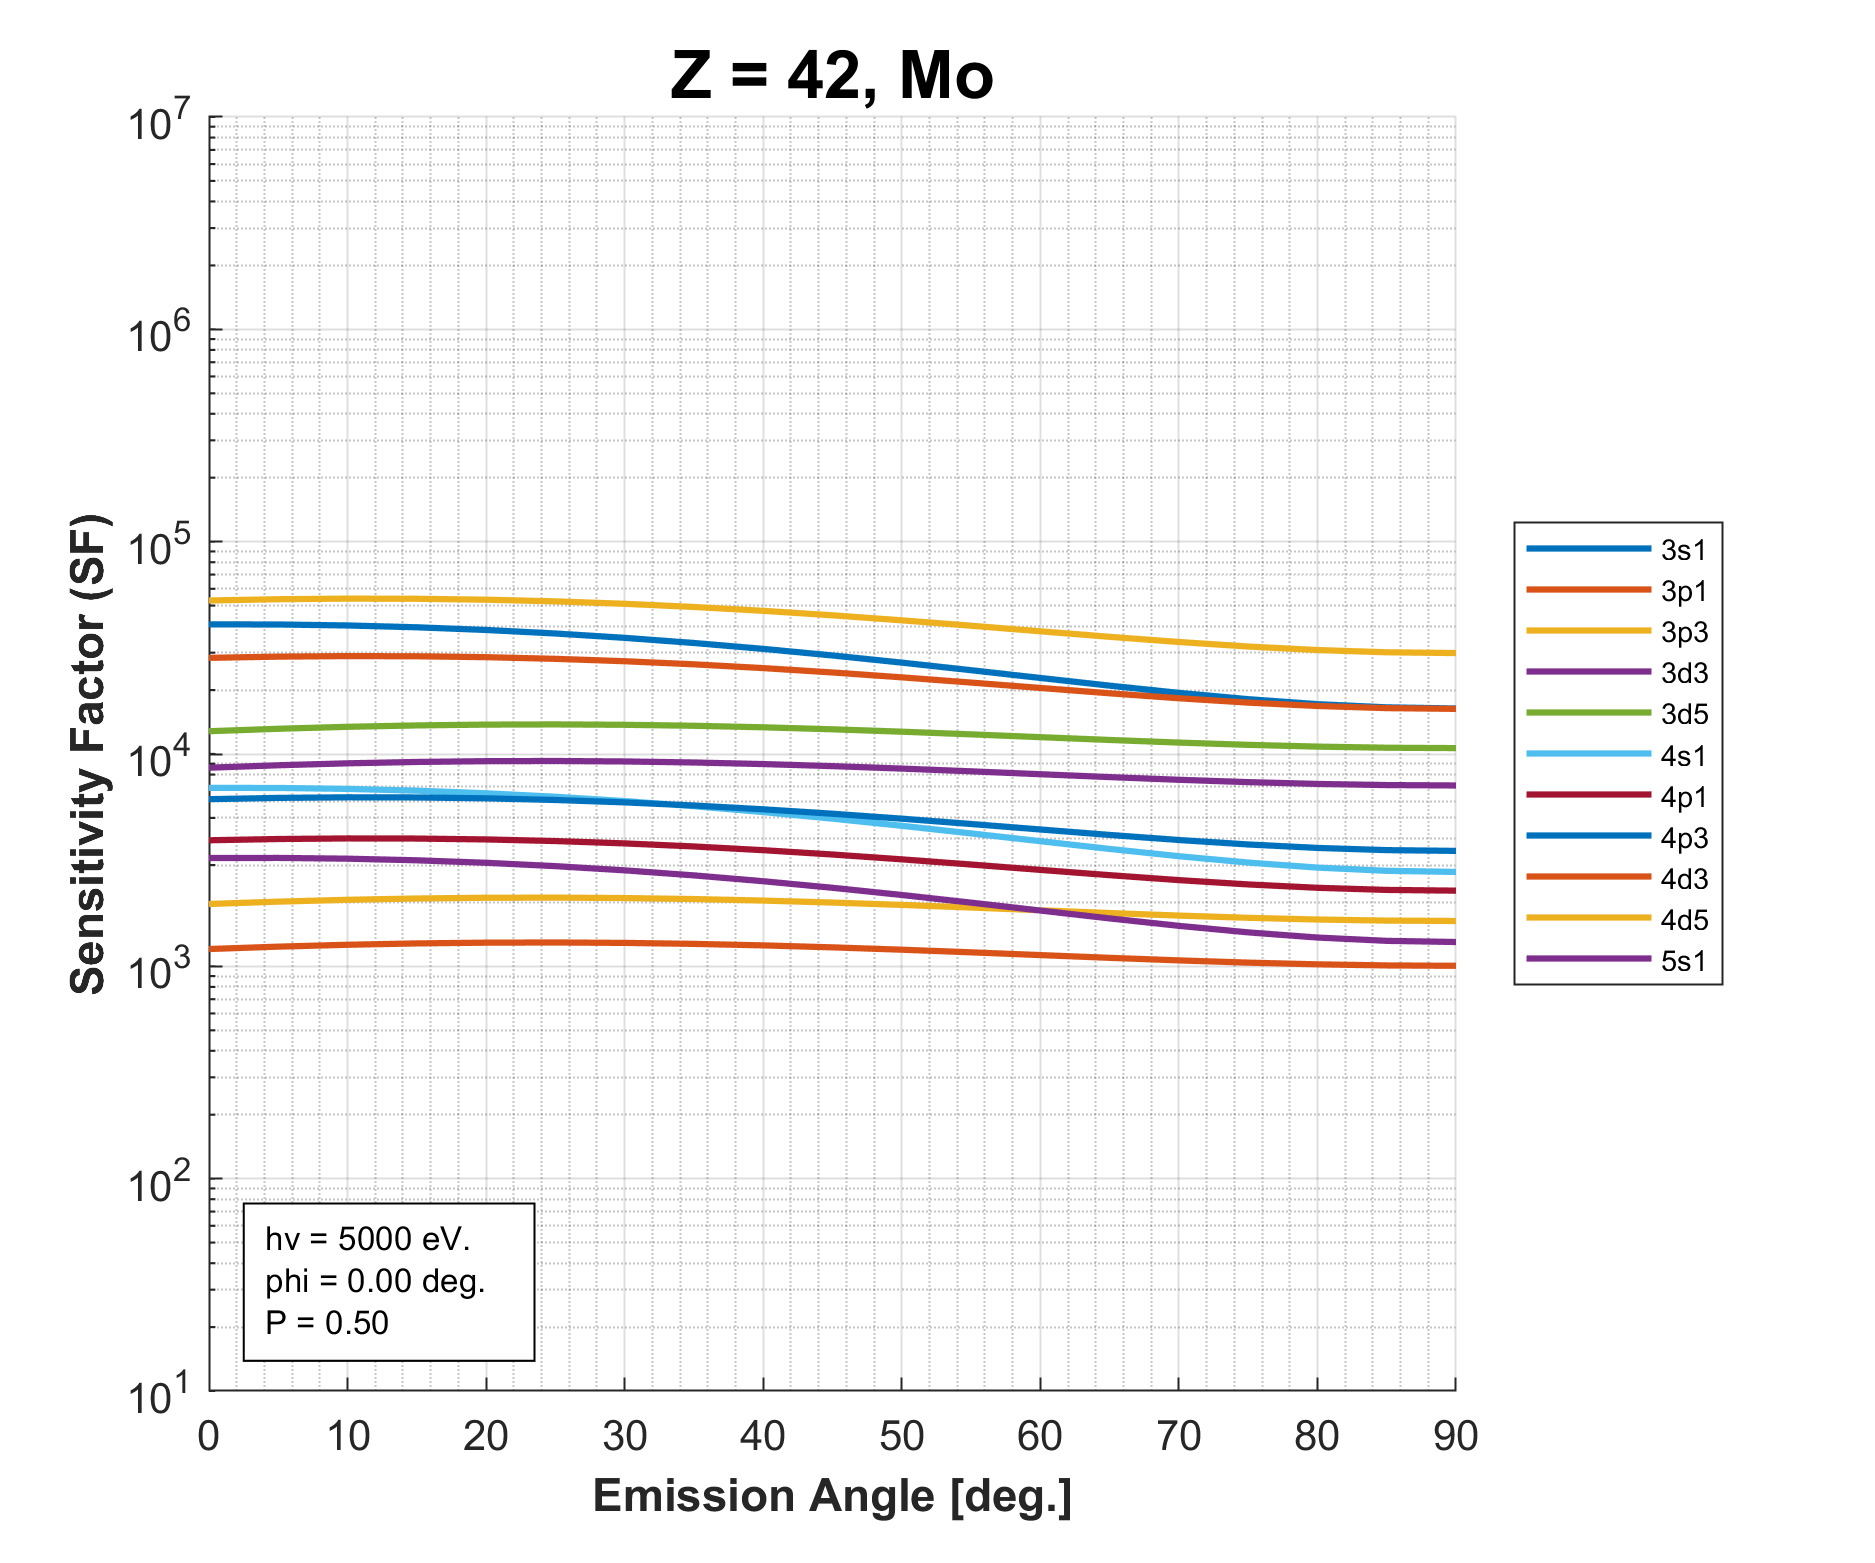 Z = 42, Mo
10^7
10^6
10^5
10^4
10^3
10^2
10^1
Sensitivity Factor (SF)
hv = 5000 eV.
phi = 0.00 deg.
P = 0.50
0 10 20 30 40 50 60 70 80 90
Emission Angle [deg.]
3s1
3p1
3p3
3d3
3d5
4s1
4p1
4p3
4d3
4d5
5s1